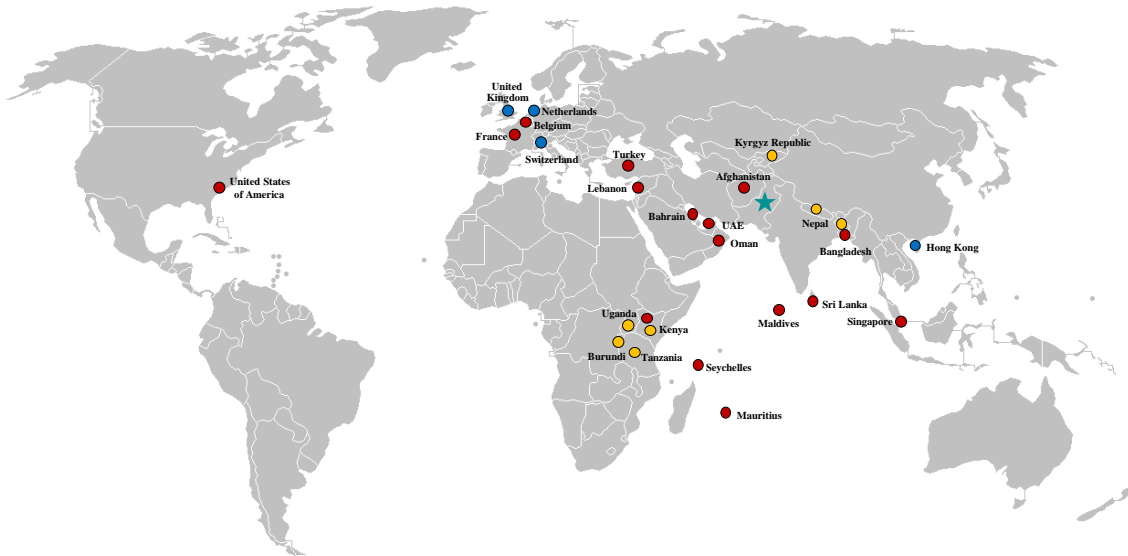 United
Kingdom
Netherlands
Belgium
France
Switzerland
Kyrgyz Republic
Turkey
Afghanistan
United States
of America
Lebanon
Bahrain
UAE
Nepal
Oman
Bangladesh
Hong Kong
Sri Lanka
Uganda
Maldives
Singapore
Kenya
Burundi
Tanzania
Seychelles
Mauritius